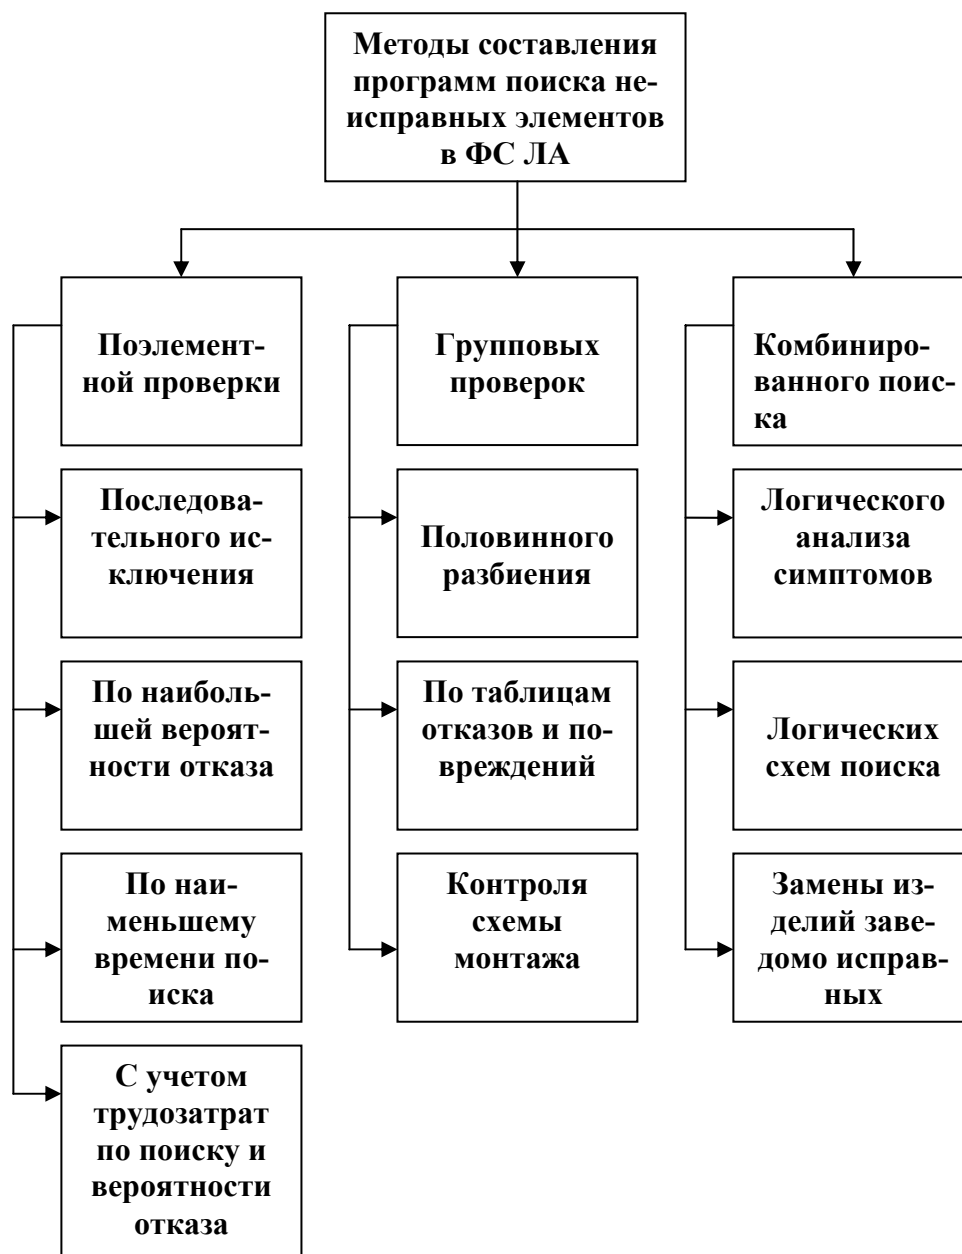 Методы составления
программ поиска не-
исправных элементов
в ФС ЛА
Поэлемент-
ной проверки
Последова-
тельного ис-
ключения
По наиболь-
шей вероят-
ности отказа
По наи-
меньшему
времени по-
иска
С учетом
трудозатрат
по поиску и
вероятности
отказа
Групповых
проверок
Половинного
разбиения
По таблицам
отказов и по-
вреждений
Контроля
схемы
монтажа
Комбиниро-
ванного поис-
ка
Логического
анализа
симптомов
Логических
схем поиска
Замены из-
делий заве-
домо исправ-
ных